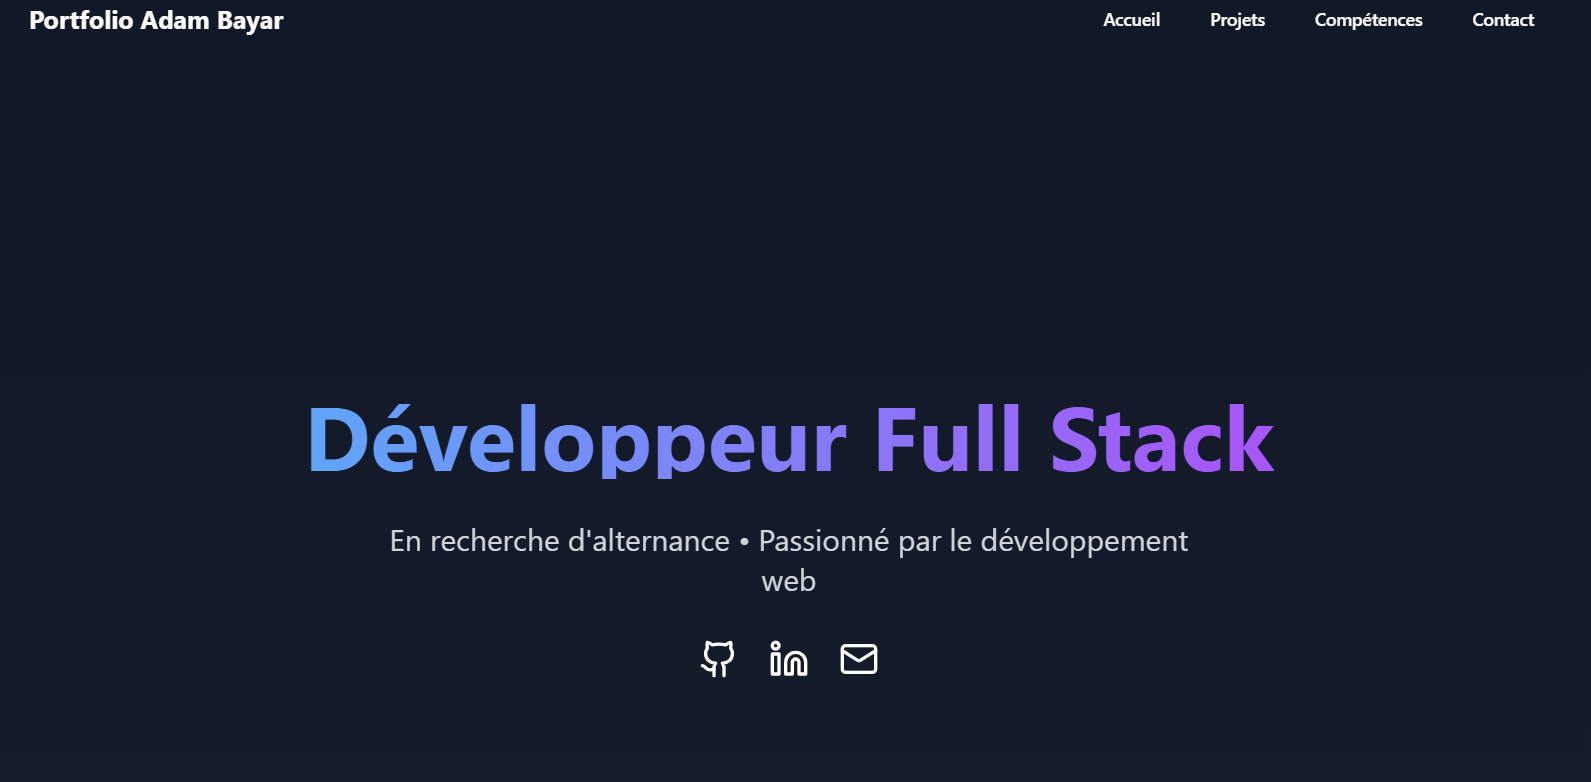 Portfolio Adam Bayar
Accueil Projets Compétences Contact
Développeur Full Stack
En recherche d'alternance • Passionné par le développement
web